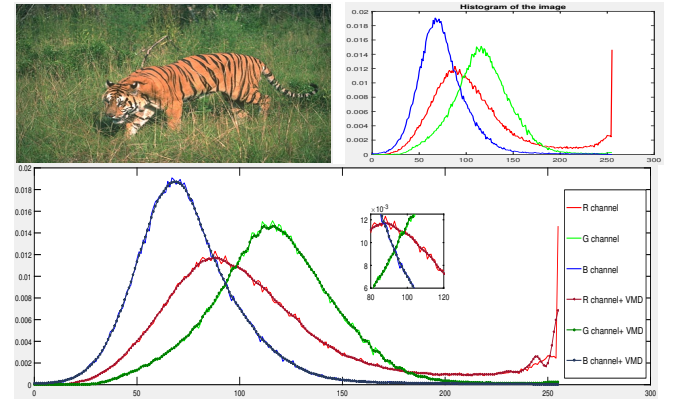 Histogram of the image
0.02
0.018
0.016
0.014
0.012
0.01
0.008
0.006
0.004
0.002
0
0 50 100 150 200 250 300
0.02
0.018
0.016
0.014
0.012
0.01
0.008
0.006
0.004
0.002
0
0 50 100 150 200 250 300
×10⁻³
12
10
8
6
80 100 120
R channel
G channel
B channel
R channel+ VMD
G channel+ VMD
B channel+ VMD